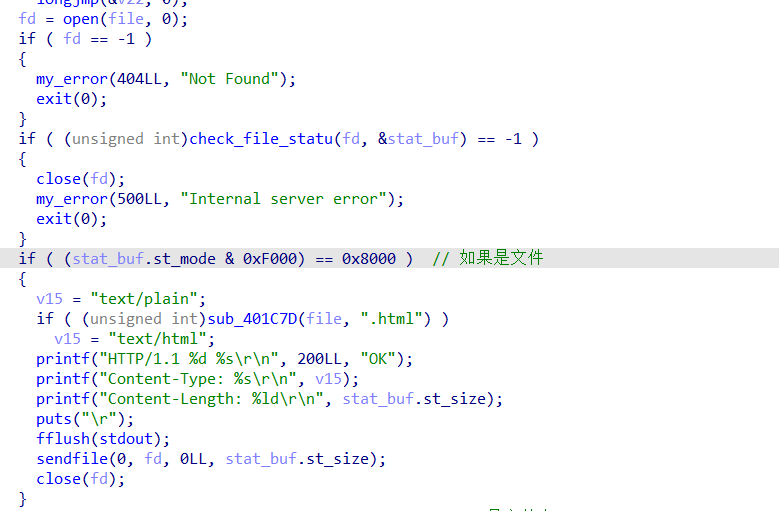 longjmp(&v22, 0);
fd = open(file, 0);
if ( fd == -1 )
{
my_error(404LL, "Not Found");
exit(0);
}
if ( (unsigned int)check_file_statu(fd, &stat_buf) == -1 )
{
close(fd);
my_error(500LL, "Internal server error");
exit(0);
}
if ( (stat_buf.st_mode & 0xF000) == 0x8000 ) // 如果是文件
{
v15 = "text/plain";
if ( (unsigned int)sub_401C7D(file, ".html") )
v15 = "text/html";
printf("HTTP/1.1 %d %s\r\n", 200LL, "OK");
printf("Content-Type: %s\r\n", v15);
printf("Content-Length: %ld\r\n", stat_buf.st_size);
puts("\r");
fflush(stdout);
sendfile(0, fd, 0LL, stat_buf.st_size);
close(fd);
}